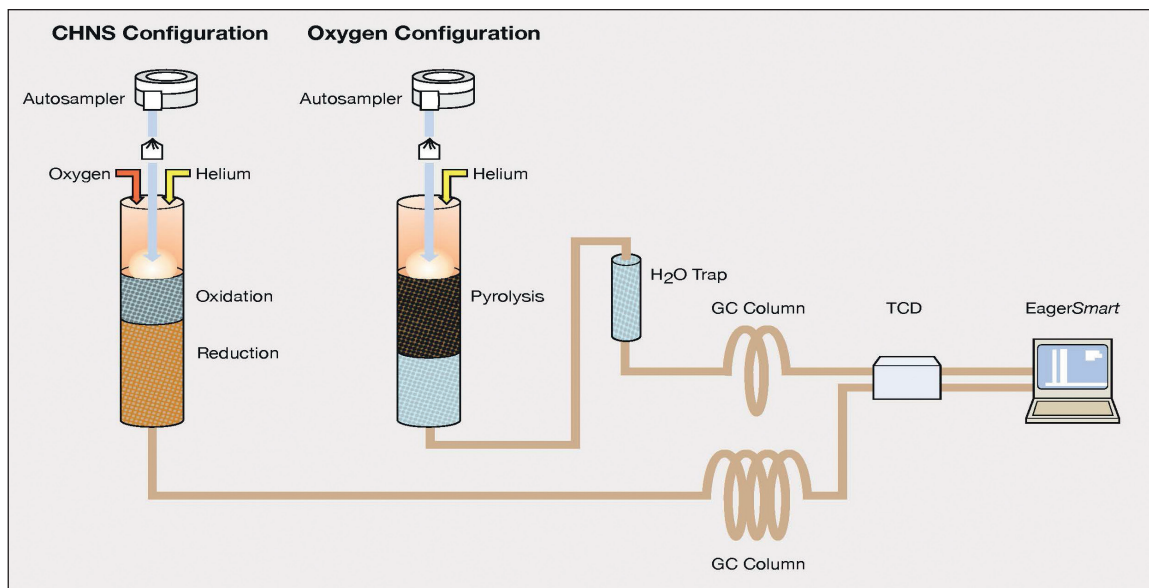 CHNS Configuration
Oxygen Configuration
Autosampler
Autosampler
Oxygen
Helium
Helium
Oxidation
Pyrolysis
H2O Trap
GC Column
TCD
EagerSmart
Reduction
GC Column